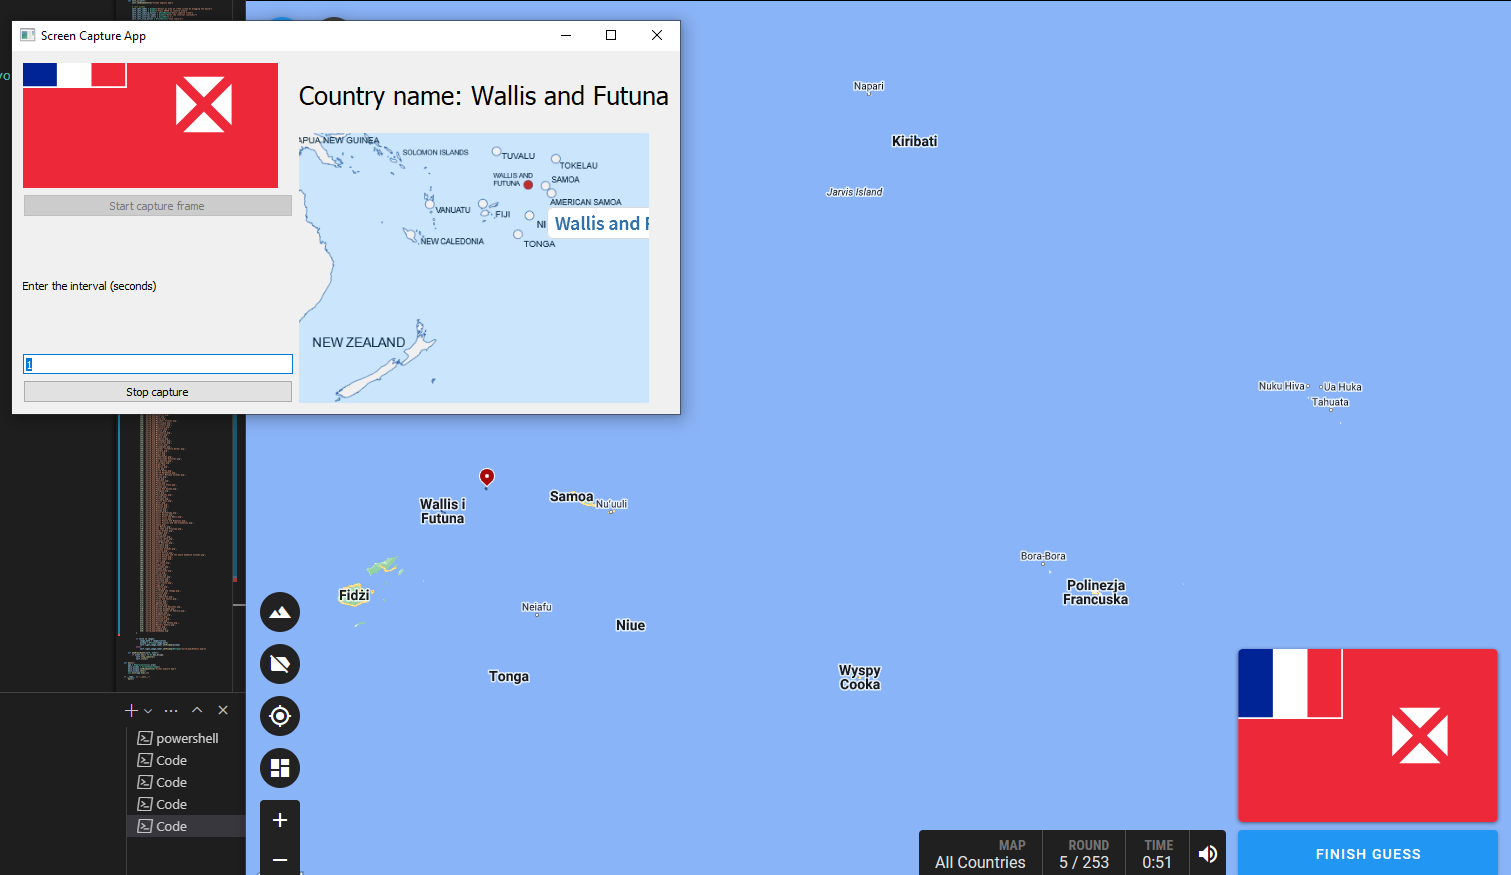 Screen Capture App
Country name: Wallis and Futuna
Start capture frame
Enter the interval (seconds)
1
Stop capture
APUA NEW GUINEA
SOLOMON ISLANDS
TUVALU
TOKELAU
WALLIS AND
FUTUNA
SAMOA
AMERICAN SAMOA
VANUATU
FIJI
NI
Wallis and F
NEW CALEDONIA
TONGA
NEW ZEALAND
Napari
Kiribati
Jarvis Island
Nuku Hiva
Ua Huka
Tahuata
Wallis i
Futuna
Samoa
Nu'uuli
Bora-Bora
Polinezja
Francuska
Fidżi
Neiafu
Niue
Tonga
Wyspy
Cooka
powershell
Code
Code
Code
Code
MAP
All Countries
ROUND
5 / 253
TIME
0:51
FINISH GUESS